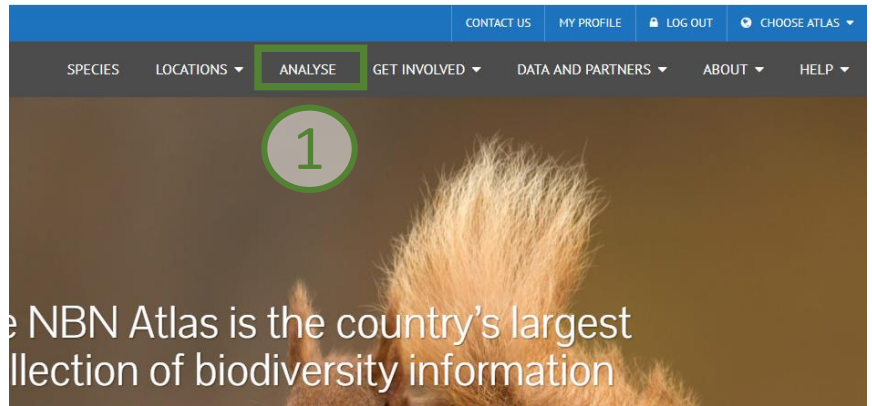 CONTACT US MY PROFILE LOG OUT CHOOSE ATLAS
SPECIES LOCATIONS ANALYSE GET INVOLVED DATA AND PARTNERS ABOUT HELP
1
NBN Atlas is the country's largest
llection of biodiversity information